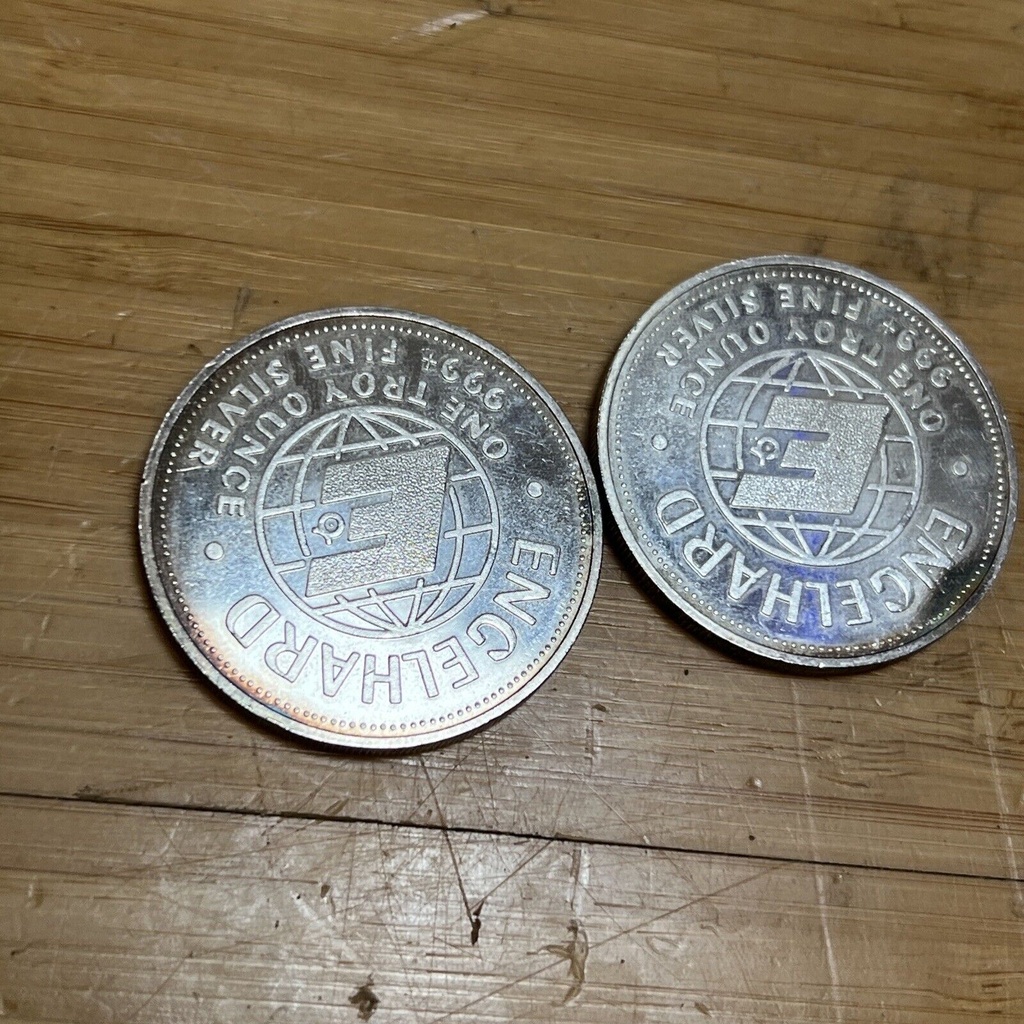 ENGELHARD
ONE TROY OUNCE
999+ FINE SILVER
E
ENGELHARD
ONE TROY OUNCE
999+ FINE SILVER
E